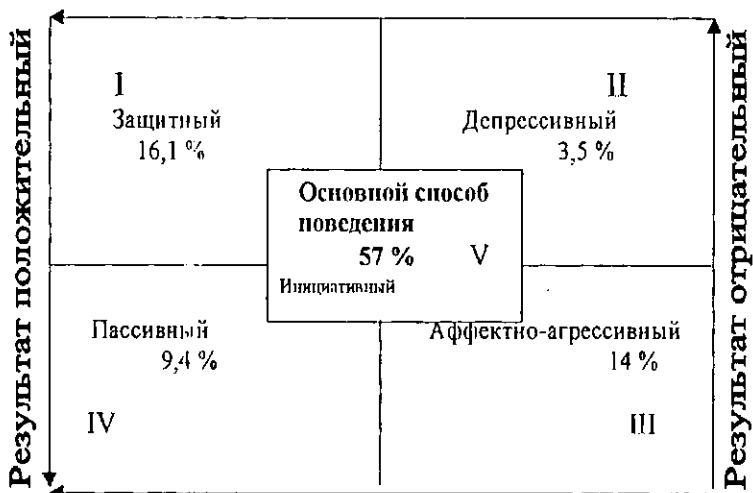 Результат положительный
I
Защитный
16,1 %
II
Депрессивный
3,5 %
Основной способ
поведения
57 % V
Инициативный
Пассивный
9,4 %
IV
Аффектно-агрессивный
14 %
III
Результат отрицательный